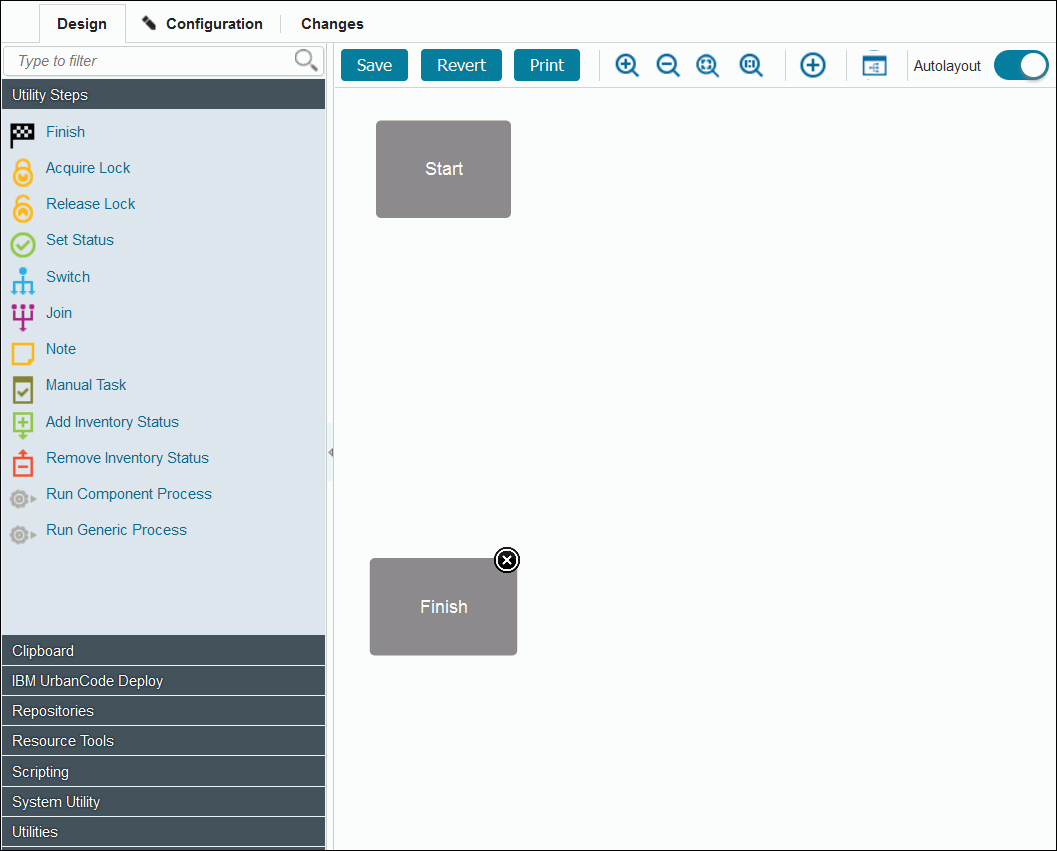 Design
Configuration
Changes
Type to filter
Save
Revert
Print
Autolayout
Utility Steps
Finish
Acquire Lock
Release Lock
Set Status
Switch
Join
Note
Manual Task
Add Inventory Status
Remove Inventory Status
Run Component Process
Run Generic Process
Clipboard
IBM UrbanCode Deploy
Repositories
Resource Tools
Scripting
System Utility
Utilities
Start
Finish